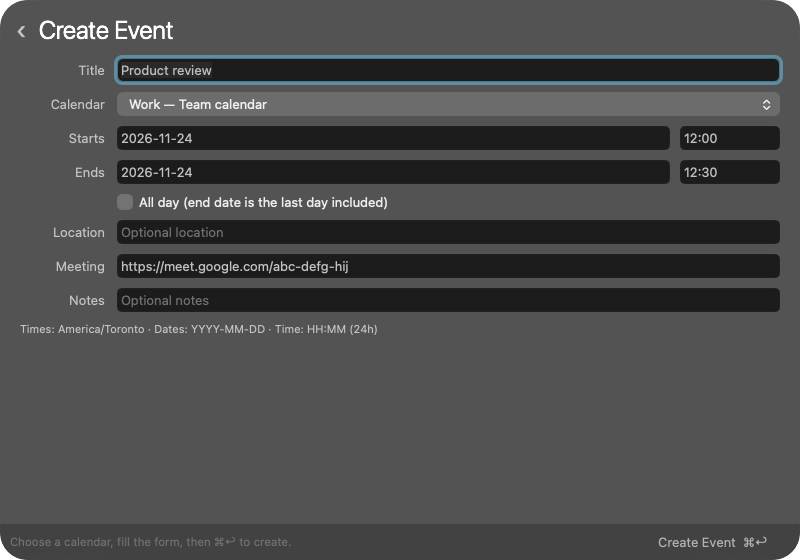 ‹ Create Event
Title Product review
Calendar Work — Team calendar
Starts 2026-11-24 12:00
Ends 2026-11-24 12:30
All day (end date is the last day included)
Location Optional location
Meeting https://meet.google.com/abc-defg-hij
Notes Optional notes
Times: America/Toronto · Dates: YYYY-MM-DD · Time: HH:MM (24h)
Choose a calendar, fill the form, then ⌘↩ to create. Create Event ⌘↩